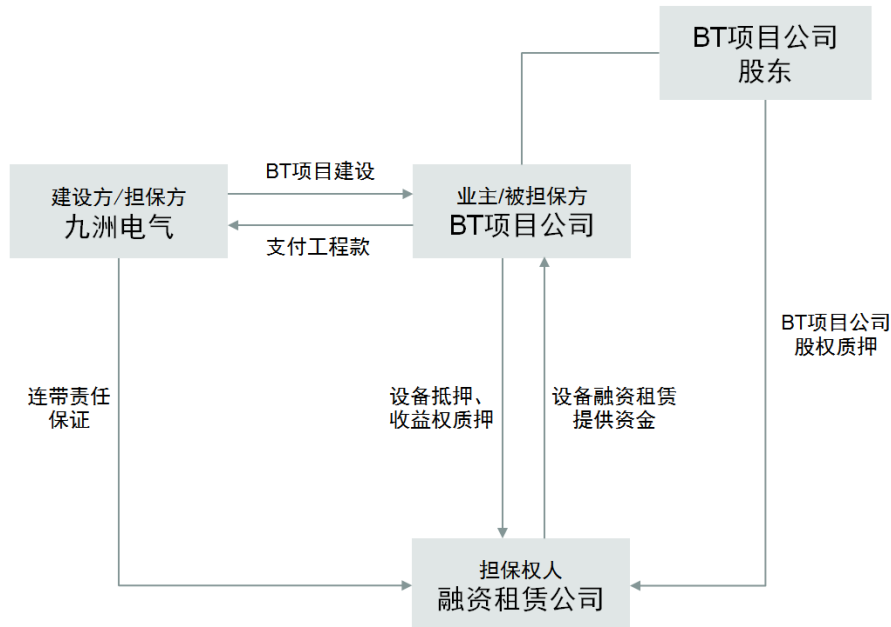 BT项目公司
股东
BT项目建设
建设方/担保方
九洲电气
业主/被担保方
BT项目公司
支付工程款
BT项目公司
股权质押
连带责任
保证
设备抵押、
收益权质押
设备融资租赁
提供资金
担保权人
融资租赁公司